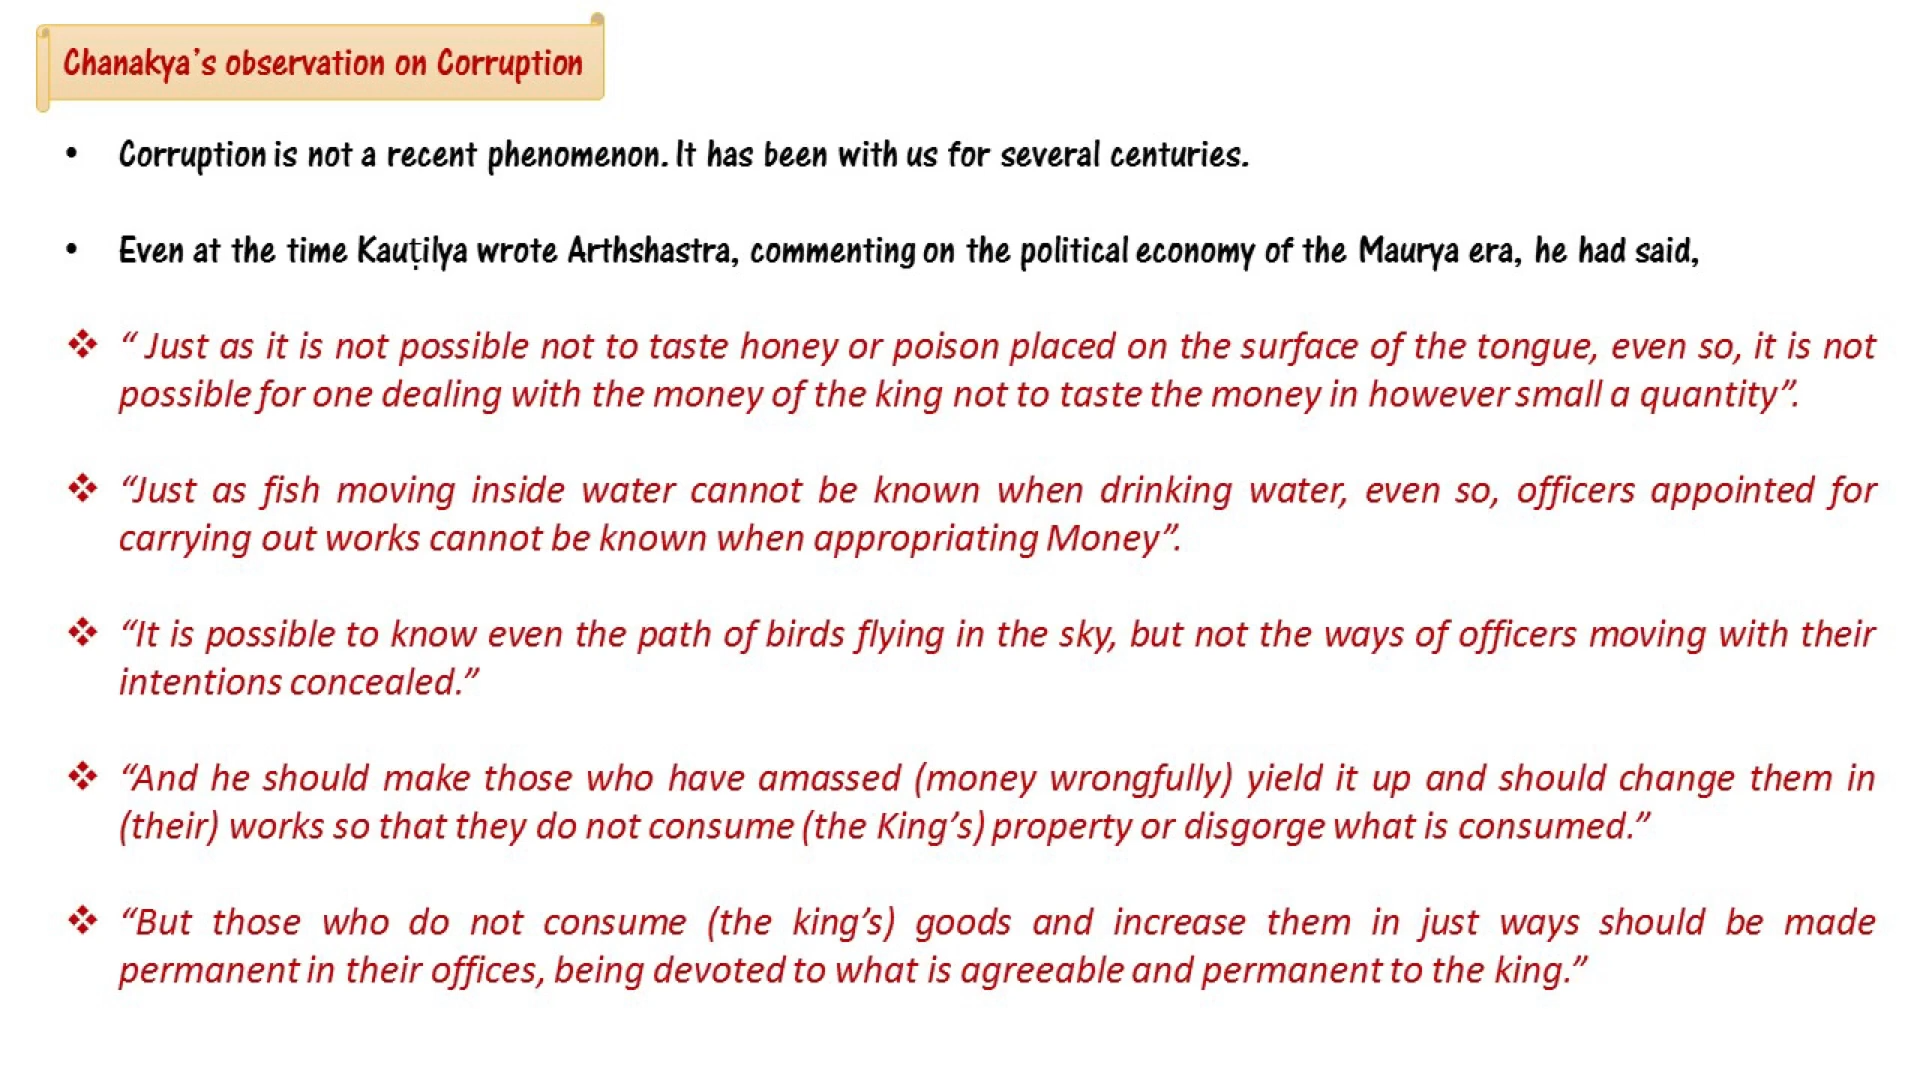 Chanakya's observation on Corruption
• Corruption is not a recent phenomenon. It has been with us for several centuries.
• Even at the time Kauṭilya wrote Arthshastra, commenting on the political economy of the Maurya era, he had said,
❖ “ Just as it is not possible not to taste honey or poison placed on the surface of the tongue, even so, it is not
possible for one dealing with the money of the king not to taste the money in however small a quantity”.
❖ “Just as fish moving inside water cannot be known when drinking water, even so, officers appointed for
carrying out works cannot be known when appropriating Money”.
❖ “It is possible to know even the path of birds flying in the sky, but not the ways of officers moving with their
intentions concealed.”
❖ “And he should make those who have amassed (money wrongfully) yield it up and should change them in
(their) works so that they do not consume (the King’s) property or disgorge what is consumed.”
❖ “But those who do not consume (the king’s) goods and increase them in just ways should be made
permanent in their offices, being devoted to what is agreeable and permanent to the king.”